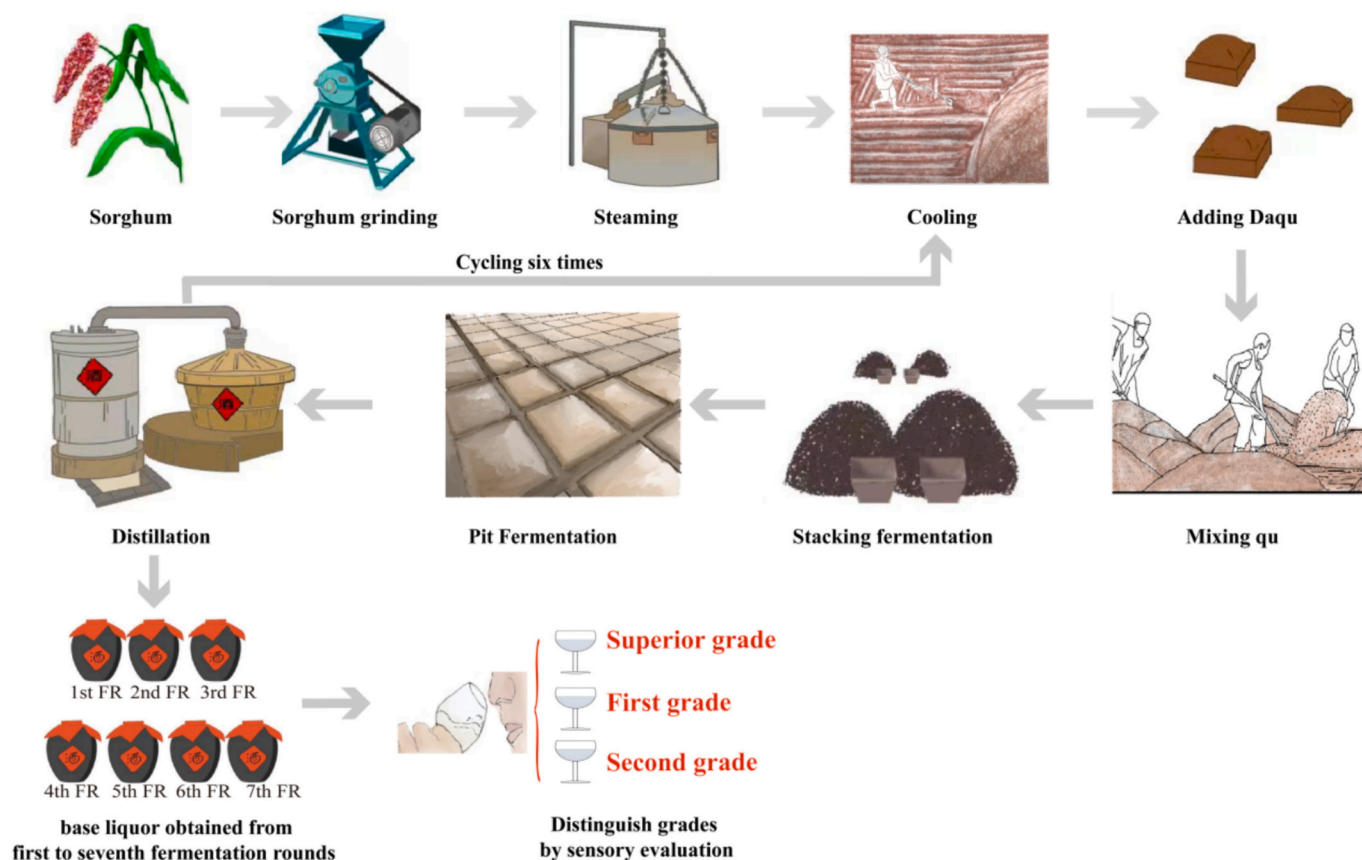 Sorghum
Sorghum grinding
Steaming
Cooling
Adding Daqu
Cycling six times
酒
Distillation
Pit Fermentation
Stacking fermentation
Mixing qu
1st FR 2nd FR 3rd FR
4th FR 5th FR 6th FR 7th FR
base liquor obtained from
first to seventh fermentation rounds
Superior grade
First grade
Second grade
Distinguish grades
by sensory evaluation